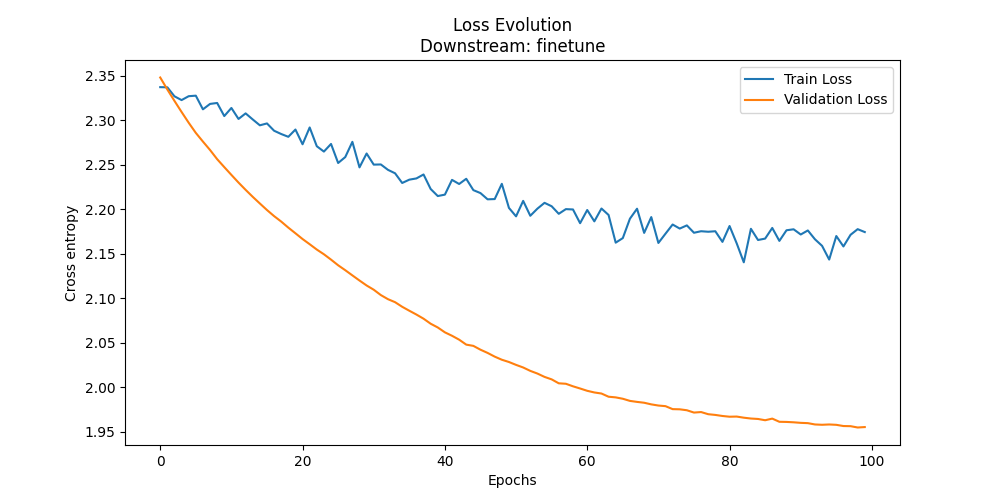 Loss Evolution
Downstream: finetune
Train Loss
Validation Loss
2.35
2.30
2.25
2.20
2.15
2.10
2.05
2.00
1.95
Cross entropy
0 20 40 60 80 100
Epochs